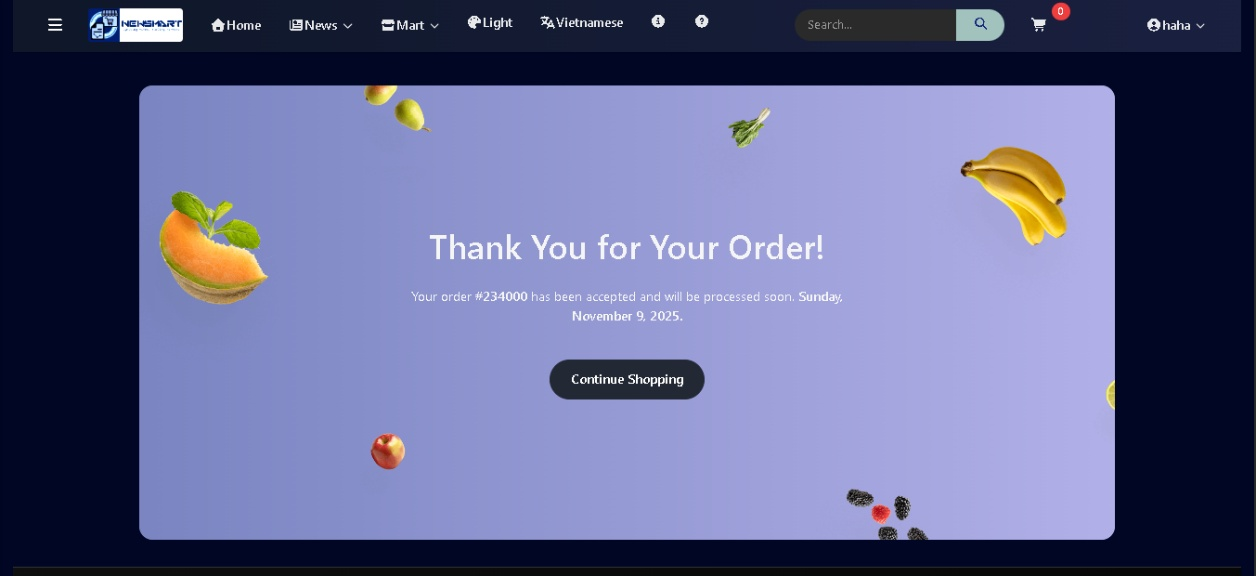 NENSMART
Home
News
Mart
Light
Vietnamese
Search...
0
haha
Thank You for Your Order!
Your order #234000 has been accepted and will be processed soon. Sunday,
November 9, 2025.
Continue Shopping